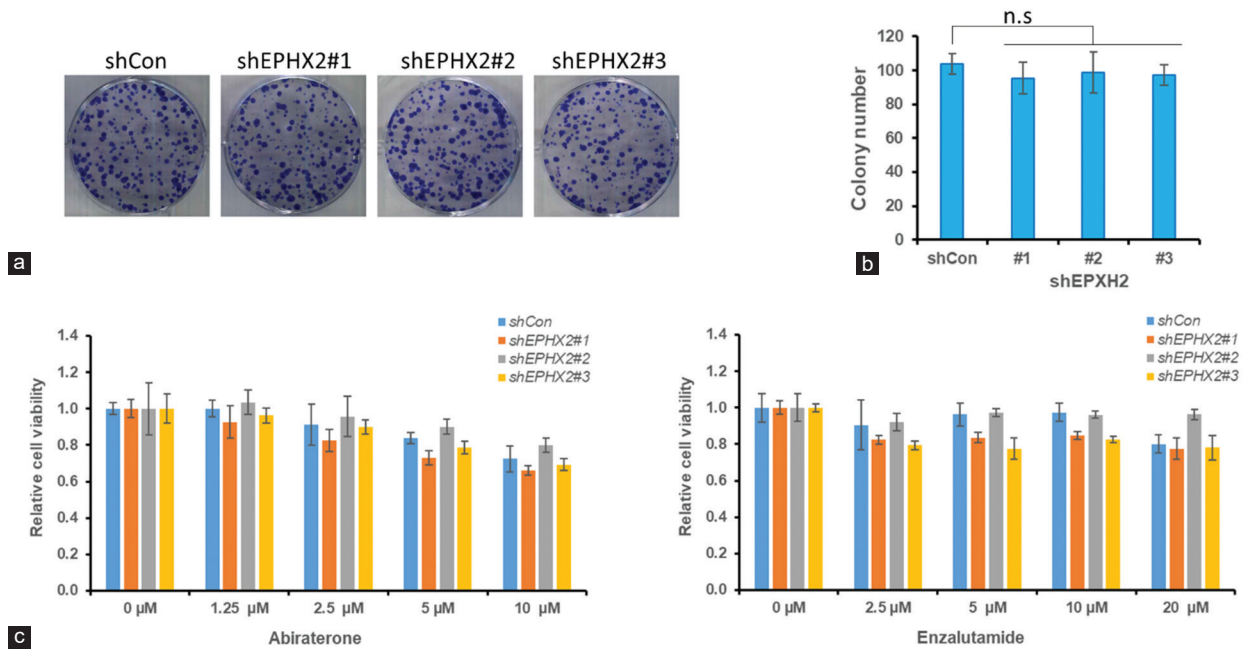 shCon shEPHX2#1 shEPHX2#2 shEPHX2#3
a
n.s
Colony number
120
100
80
60
40
20
0
shCon #1 #2 #3
shEPXH2
b
shCon
shEPHX2#1
shEPHX2#2
shEPHX2#3
Relative cell viability
1.4
1.2
1.0
0.8
0.6
0.4
0.2
0.0
0 µM 1.25 µM 2.5 µM 5 µM 10 µM
Abiraterone
c
shCon
shEPHX2#1
shEPHX2#2
shEPHX2#3
Relative cell viability
1.4
1.2
1.0
0.8
0.6
0.4
0.2
0.0
0 µM 2.5 µM 5 µM 10 µM 20 µM
Enzalutamide